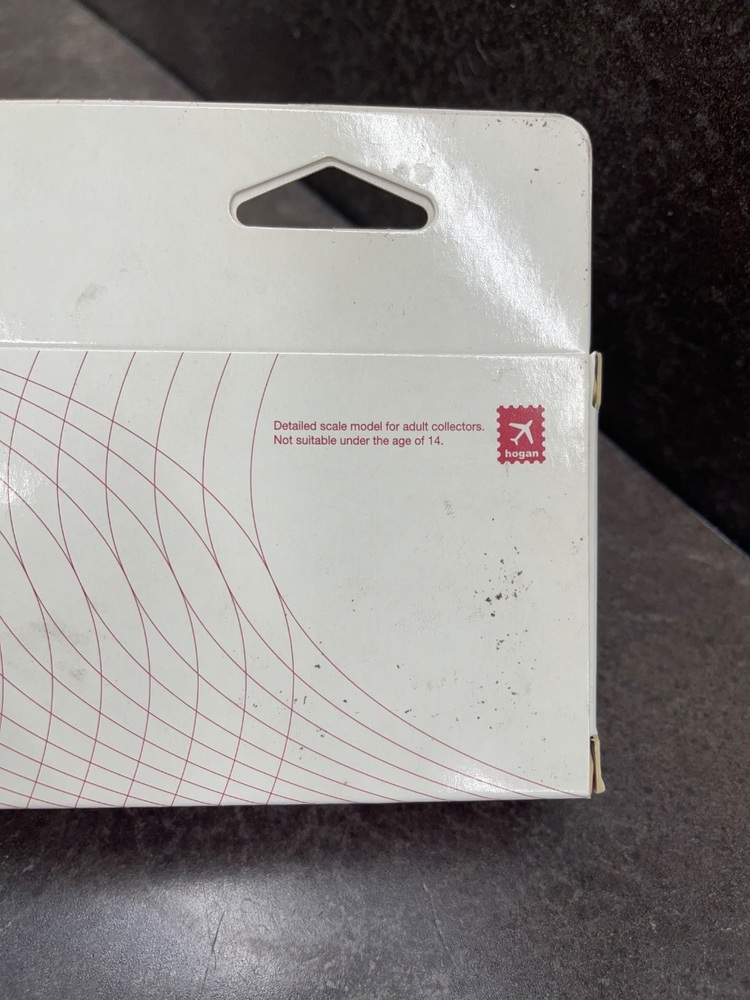 Detailed scale model for adult collectors.
Not suitable under the age of 14.
hogan